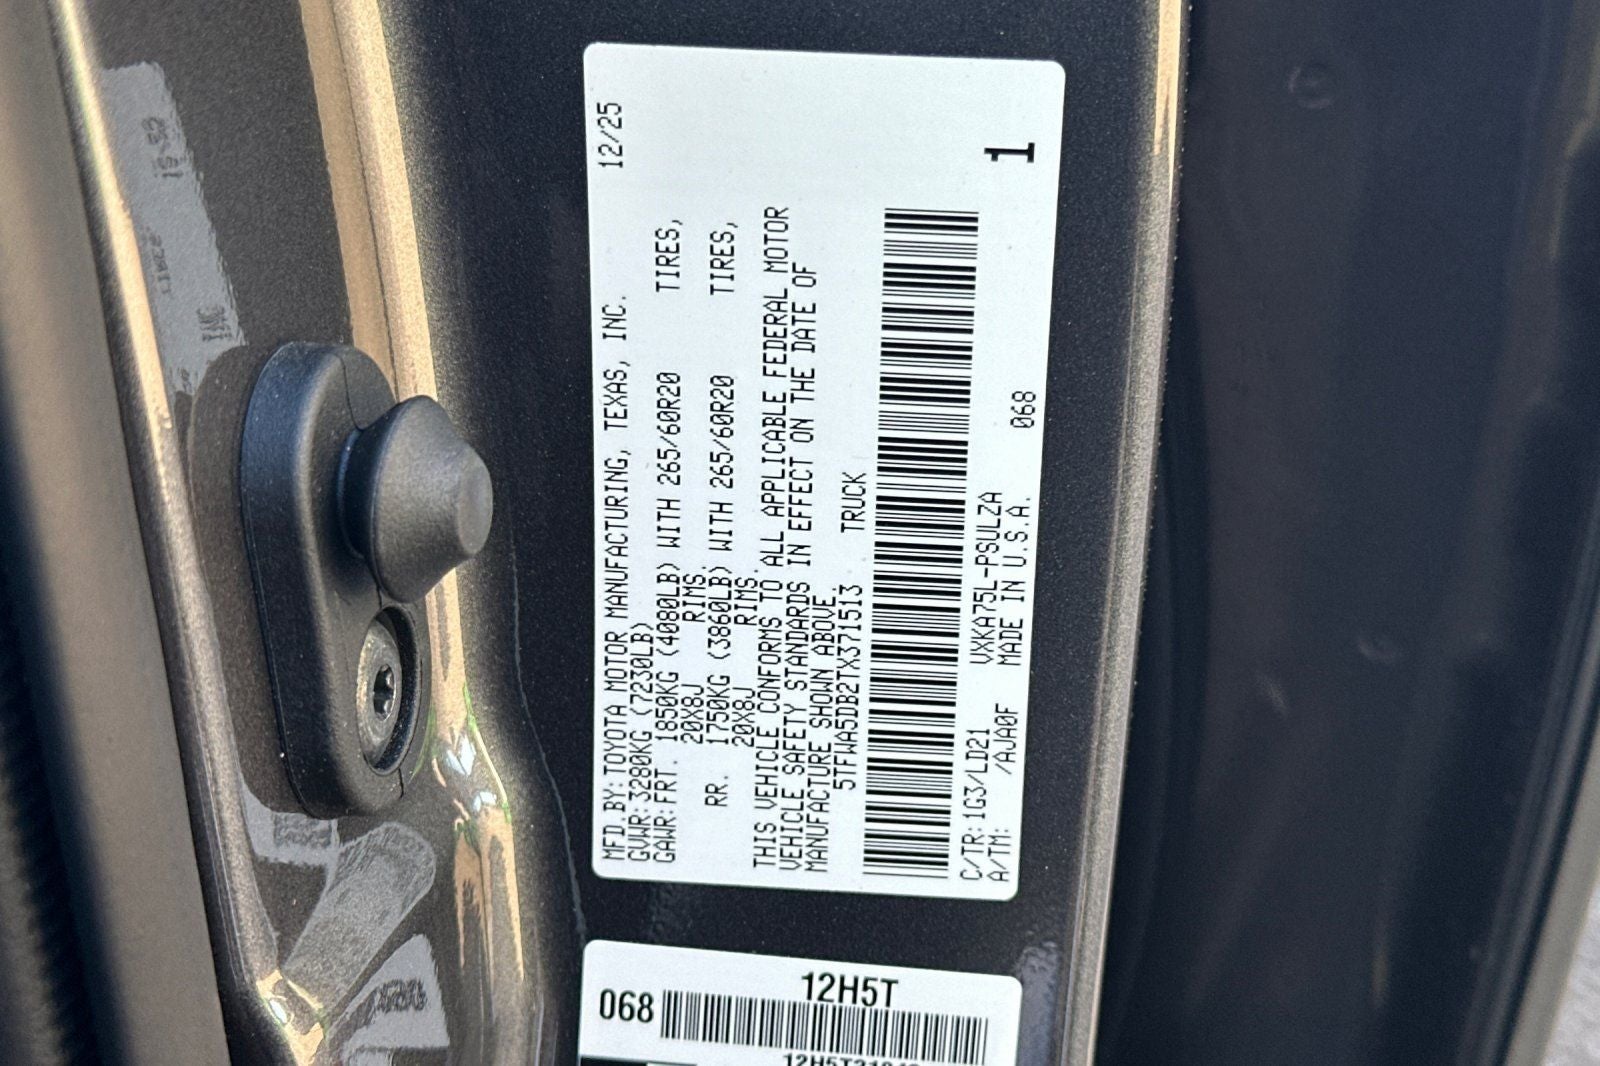 MFD.BY:TOYOTA MOTOR MANUFACTURING, TEXAS, INC. 12/25
GVWR:3280KG (7230LB)
GAWR:FRT. 1850KG (4080LB) WITH 265/60R20 TIRES,
20X8J RIMS.
RR. 1750KG (3860LB) WITH 265/60R20 TIRES,
20X8J RIMS.
THIS VEHICLE CONFORMS TO ALL APPLICABLE FEDERAL MOTOR
VEHICLE SAFETY STANDARDS IN EFFECT ON THE DATE OF
MANUFACTURE SHOWN ABOVE.
5TFWA5DB2TX371513 TRUCK
C/TR:1G3/LD21 VXKA75L-PSULZA 068
A/TM: /AJA0F MADE IN U.S.A.
1
12H5T
068